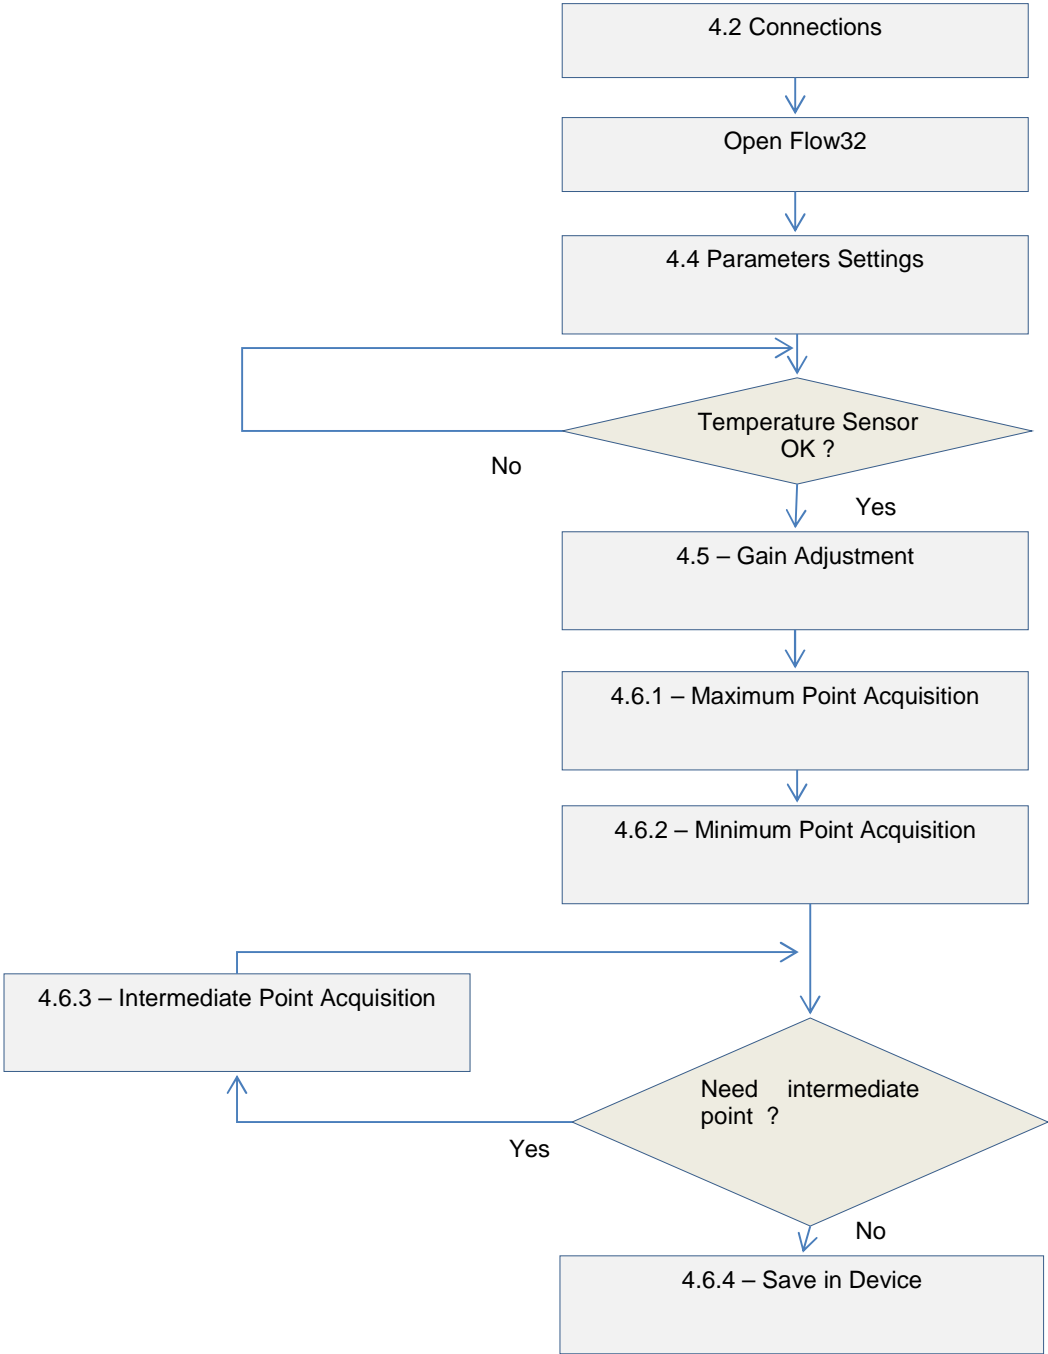 4.2 Connections
Open Flow32
4.4 Parameters Settings
Temperature Sensor
OK ?
No
Yes
4.5 – Gain Adjustment
4.6.1 – Maximum Point Acquisition
4.6.2 – Minimum Point Acquisition
4.6.3 – Intermediate Point Acquisition
Need intermediate
point ?
Yes
No
4.6.4 – Save in Device